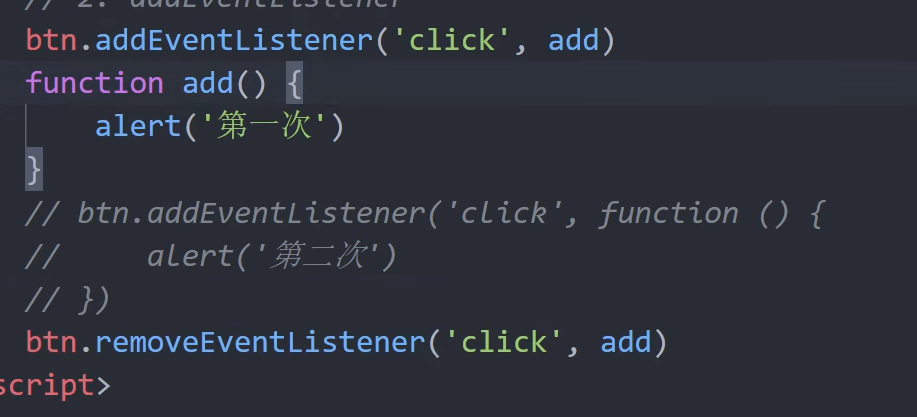 // 2. addEventListener
btn.addEventListener('click', add)
function add() {
    alert('第一次')
}
// btn.addEventListener('click', function () {
//     alert('第二次')
// })
btn.removeEventListener('click', add)
script>